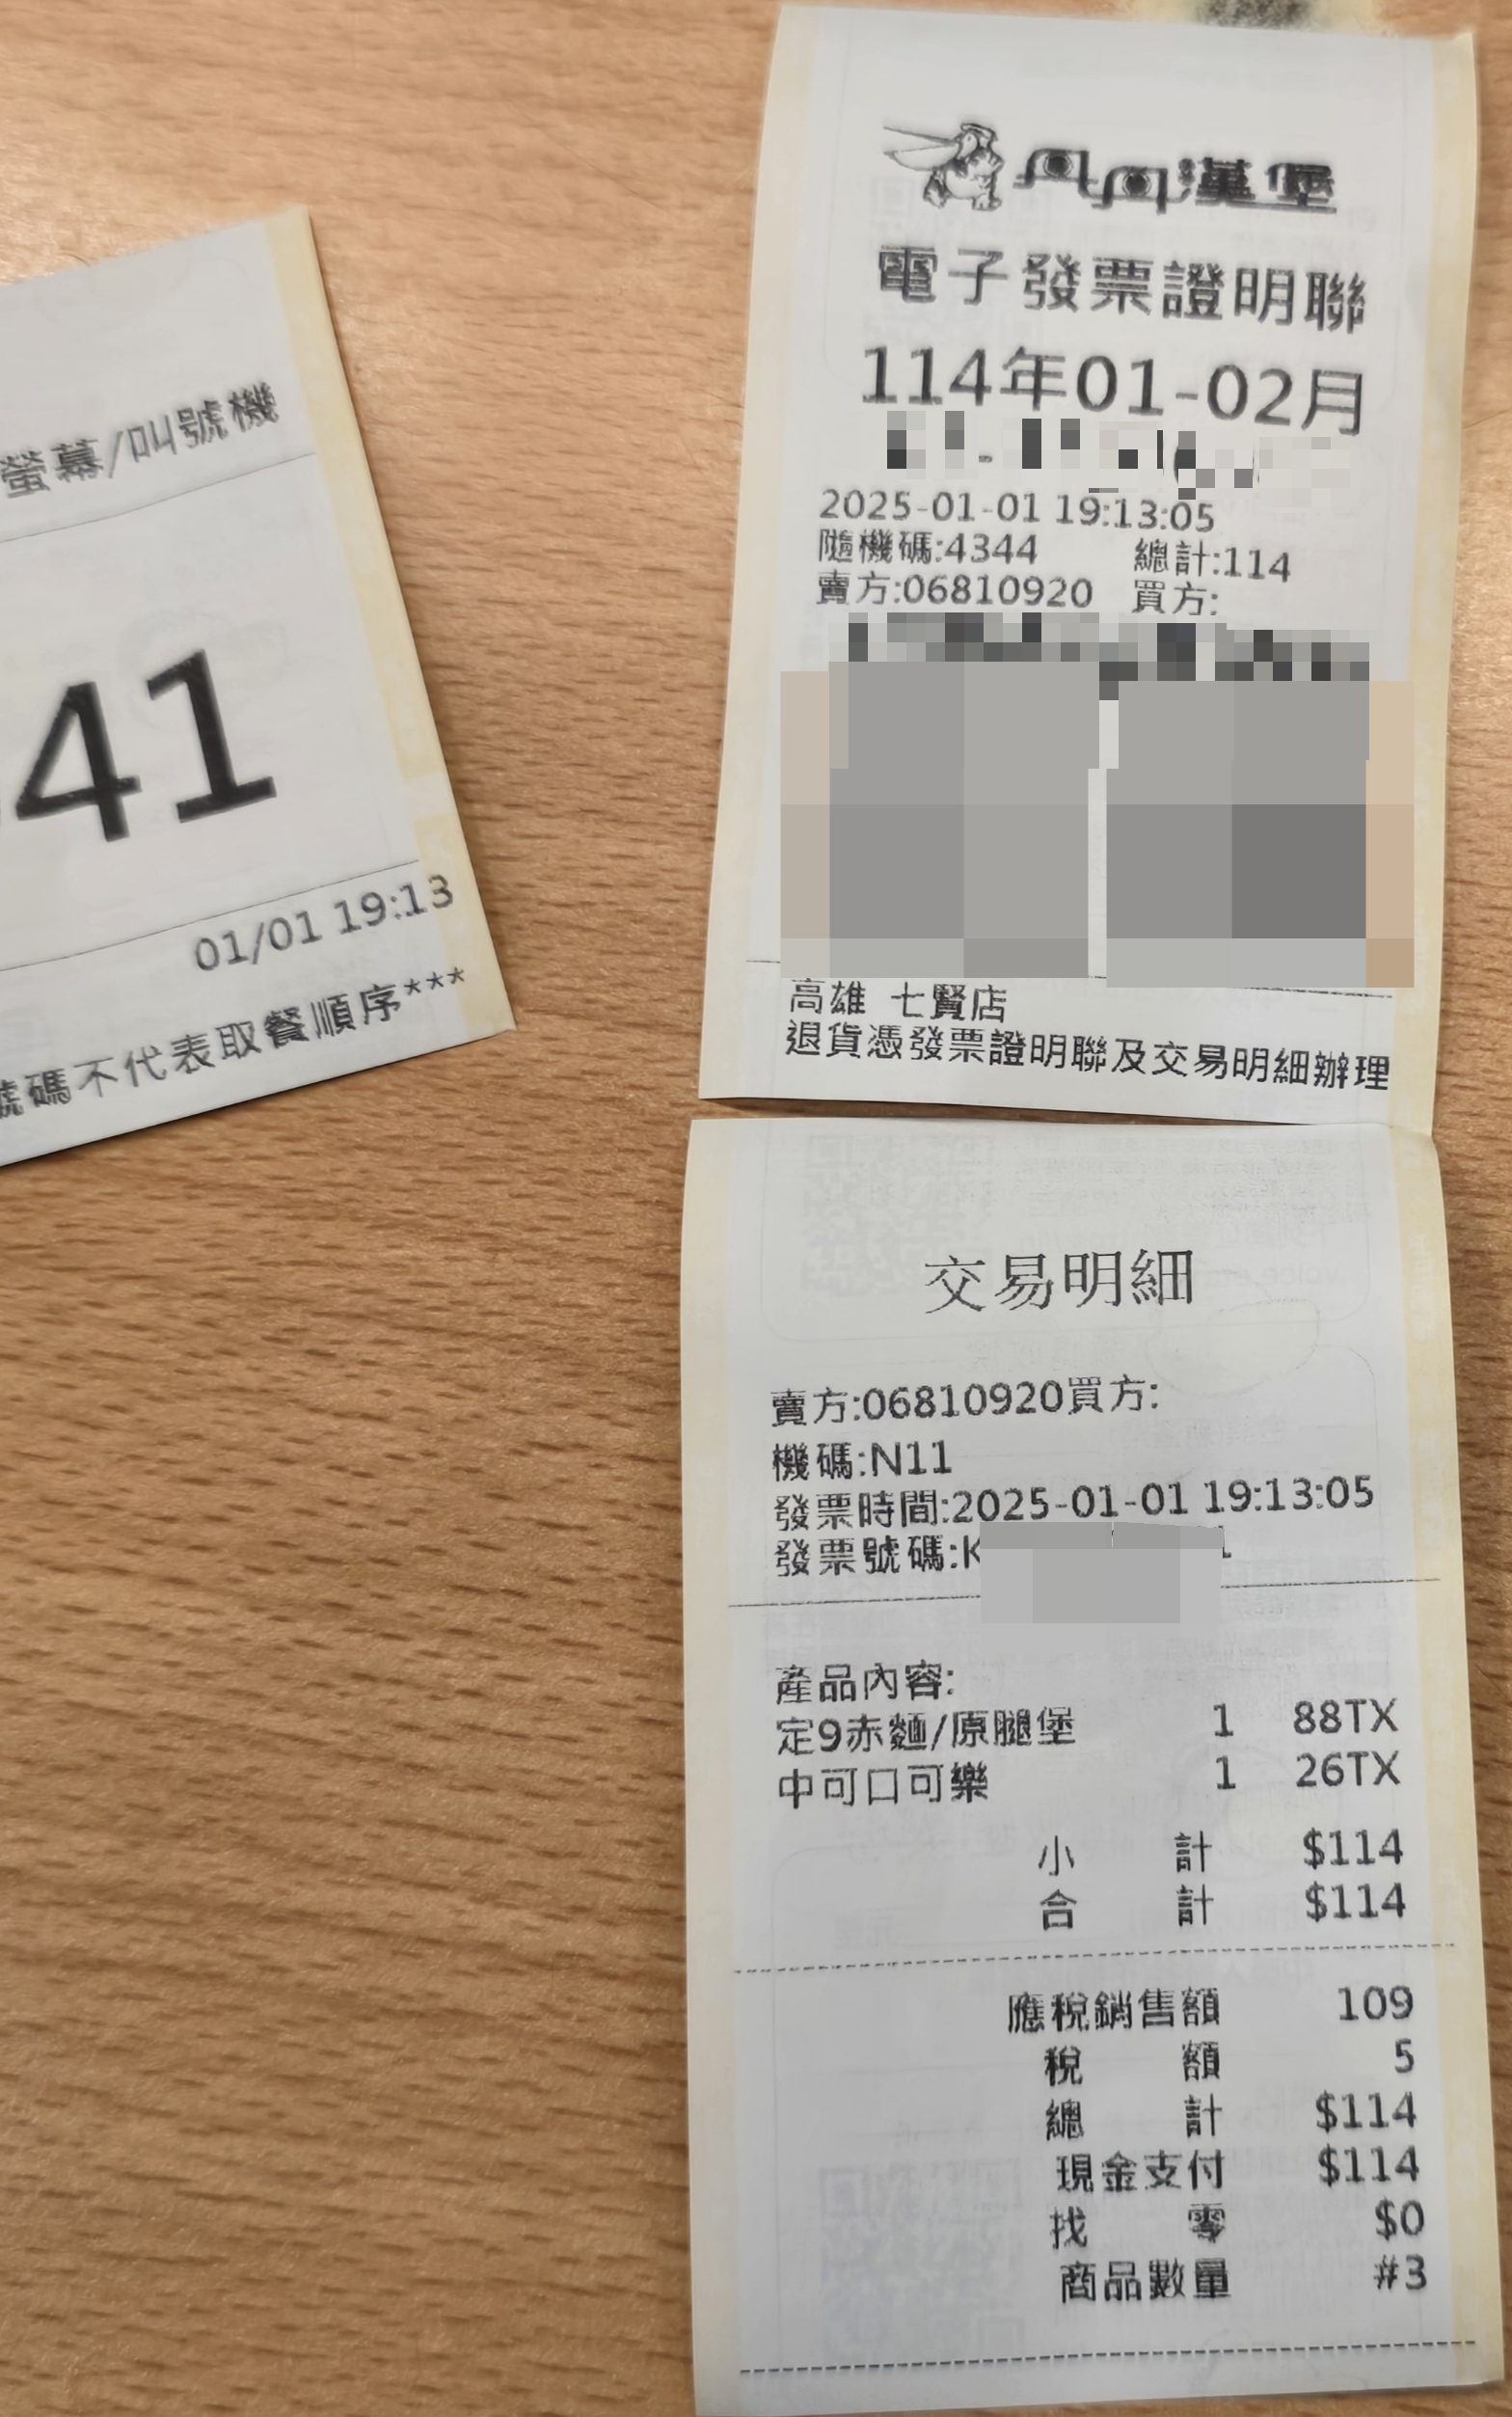 螢幕/叫號機
41
01/01 19:13
號碼不代表取餐順序***
丹丹漢堡
電子發票證明聯
114年01-02月
2025-01-01 19:13:05
隨機碼:4344 總計:114
賣方:06810920 買方:
高雄 七賢店
退貨憑發票證明聯及交易明細辦理
交易明細
賣方:06810920買方:
機碼:N11
發票時間:2025-01-01 19:13:05
發票號碼:K 1
產品內容:
定9赤麵/原腿堡 1 88TX
中可口可樂 1 26TX
小計 $114
合計 $114
應稅銷售額 109
稅額 5
總計 $114
現金支付 $114
找零 $0
商品數量 #3